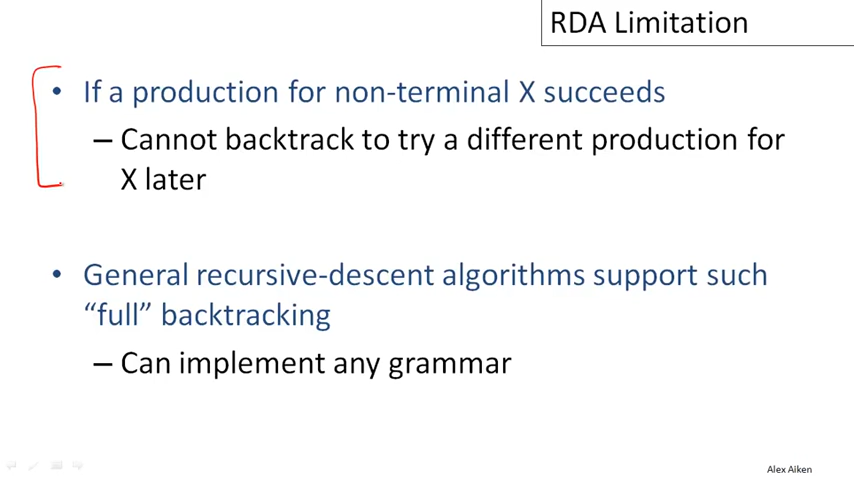 RDA Limitation
• If a production for non-terminal X succeeds
– Cannot backtrack to try a different production for
X later
• General recursive-descent algorithms support such
“full” backtracking
– Can implement any grammar
Alex Aiken